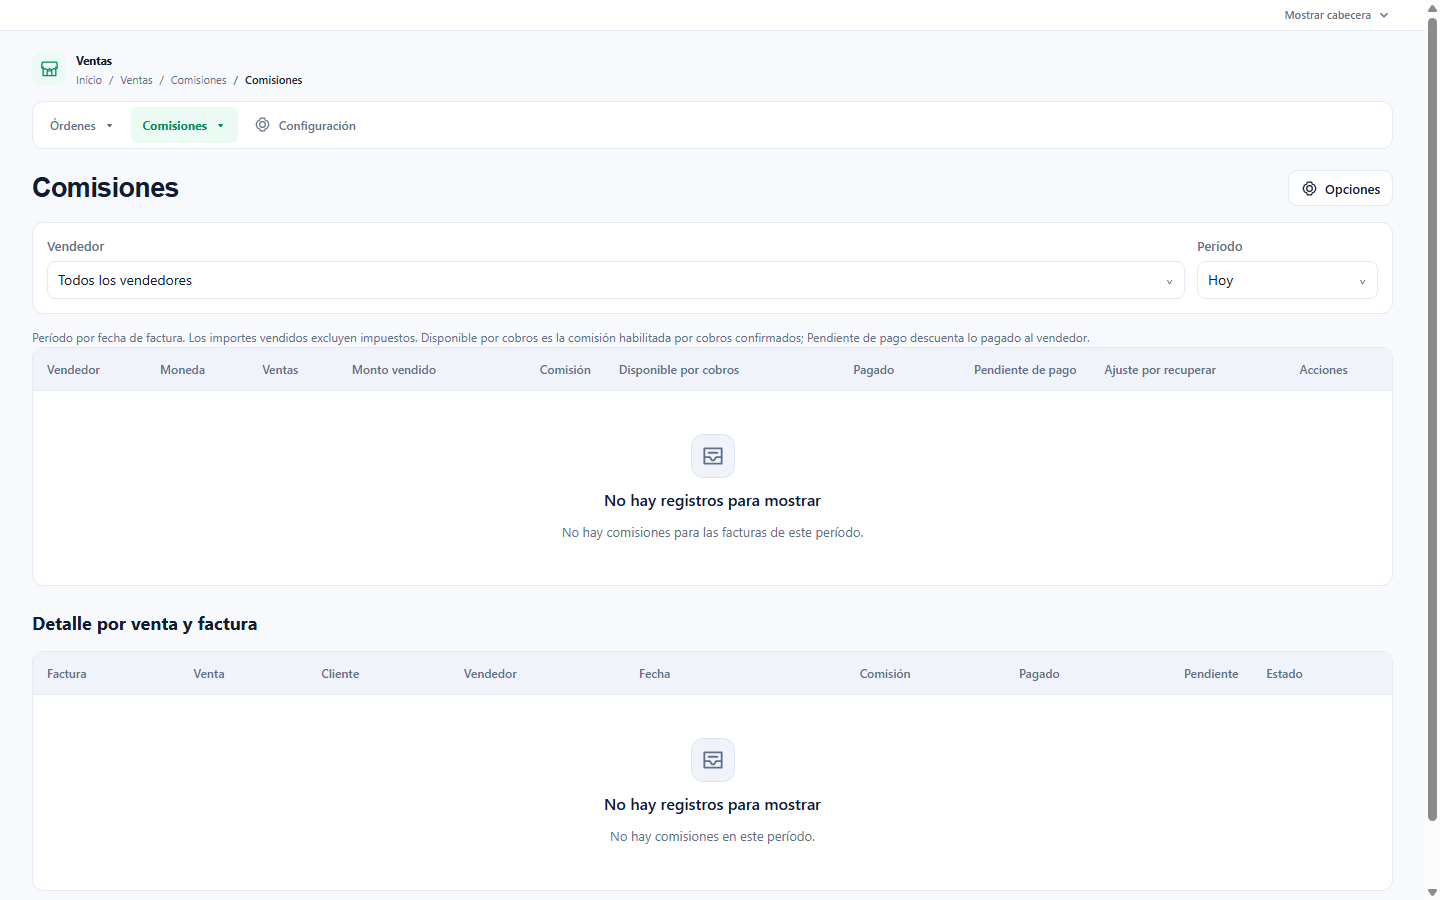 Mostrar cabecera
Ventas
Inicio / Ventas / Comisiones / Comisiones
Órdenes Comisiones Configuración
Comisiones
Opciones
Vendedor Período
Todos los vendedores Hoy
Período por fecha de factura. Los importes vendidos excluyen impuestos. Disponible por cobros es la comisión habilitada por cobros confirmados; Pendiente de pago descuenta lo pagado al vendedor.
Vendedor Moneda Ventas Monto vendido Comisión Disponible por cobros Pagado Pendiente de pago Ajuste por recuperar Acciones
No hay registros para mostrar
No hay comisiones para las facturas de este período.
Detalle por venta y factura
Factura Venta Cliente Vendedor Fecha Comisión Pagado Pendiente Estado
No hay registros para mostrar
No hay comisiones en este período.